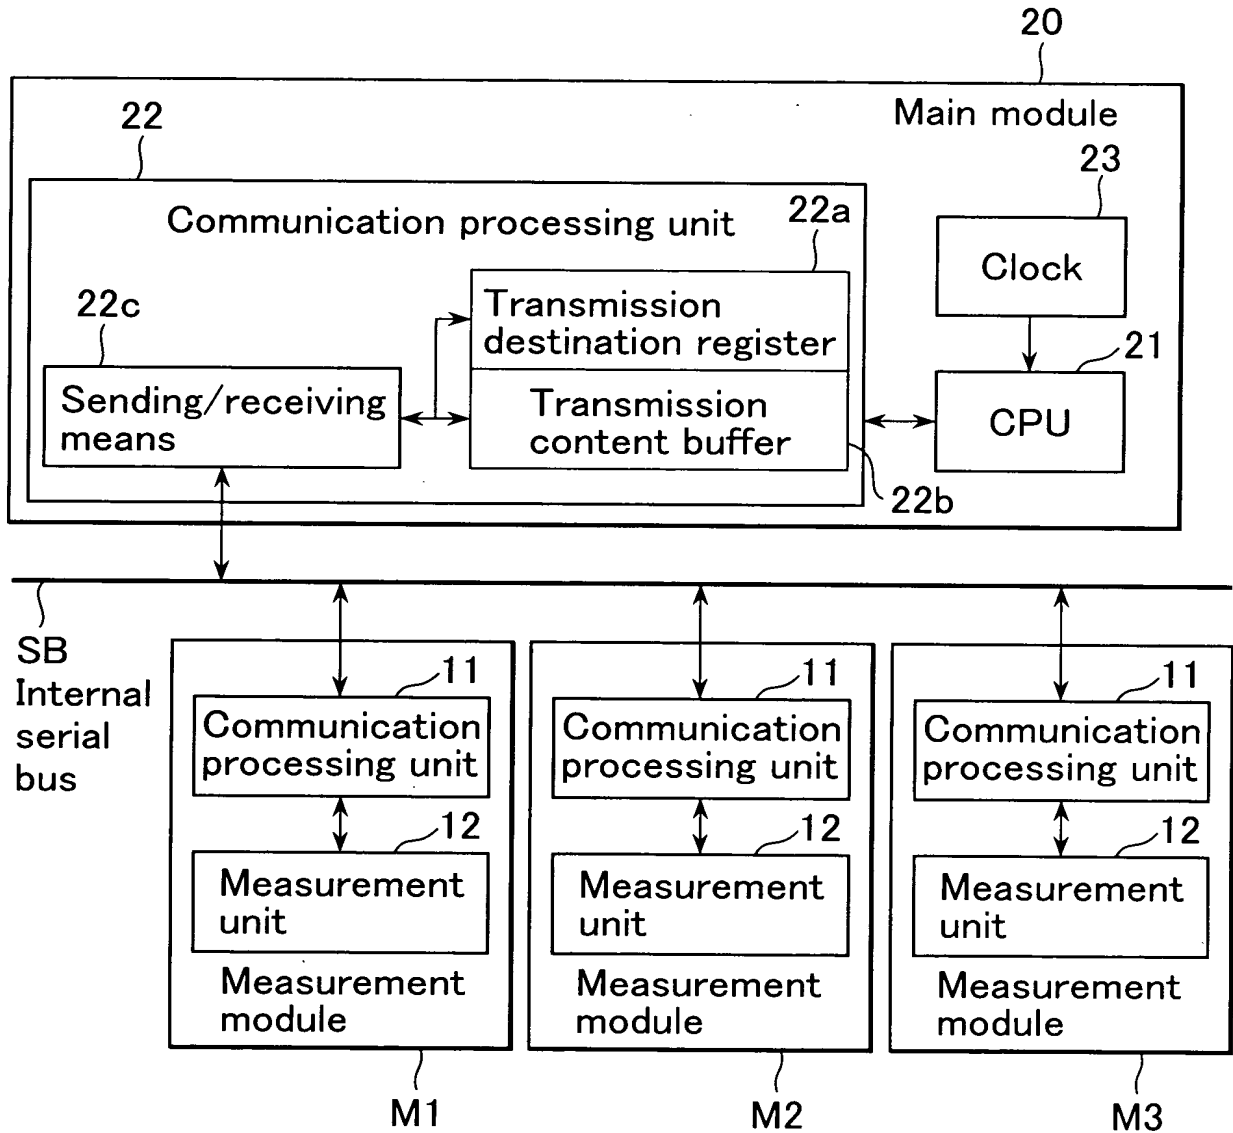 20
Main module
22
23
Communication processing unit
22a
Clock
22c
Transmission
destination register
21
Sending/receiving
means
Transmission
content buffer
CPU
22b
SB
Internal
serial
bus
11
Communication
processing unit
12
Measurement
unit
Measurement
module
M1
11
Communication
processing unit
12
Measurement
unit
Measurement
module
M2
11
Communication
processing unit
12
Measurement
unit
Measurement
module
M3